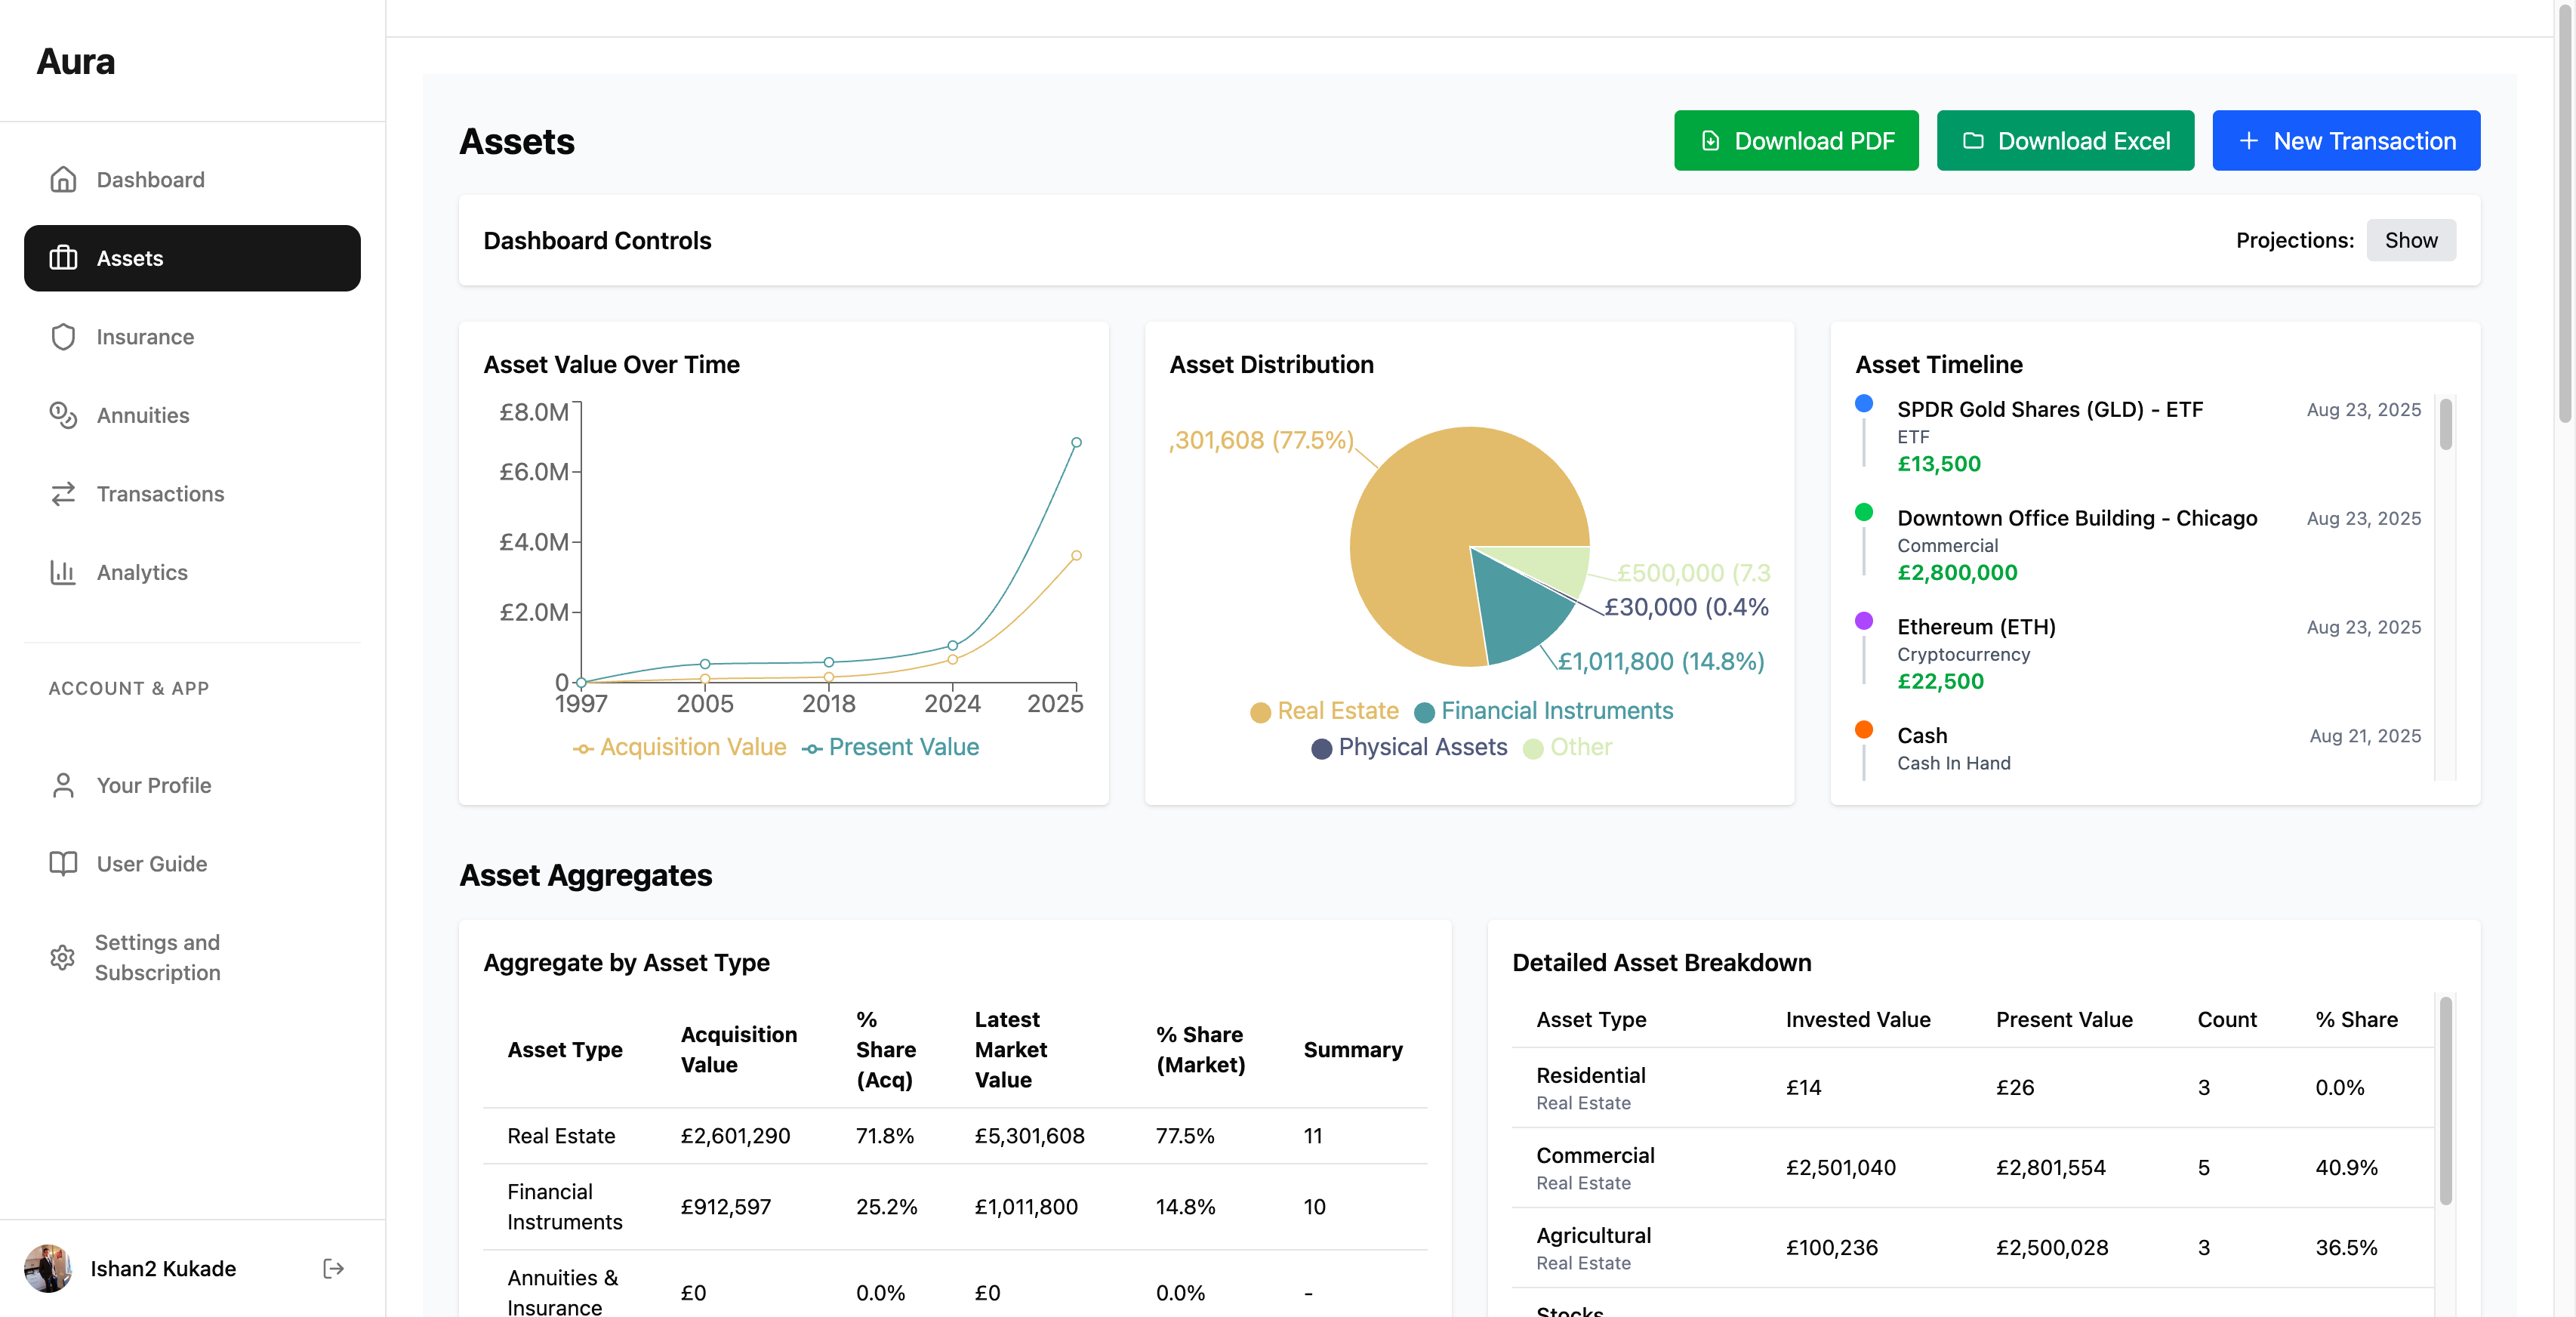 Aura
Dashboard
Assets
Insurance
Annuities
Transactions
Analytics
ACCOUNT & APP
Your Profile
User Guide
Settings and
Subscription
Ishan2 Kukade
Assets
Download PDF
Download Excel
New Transaction
Dashboard Controls
Projections:
Show
Asset Value Over Time
£8.0M
£6.0M
£4.0M
£2.0M
0
1997
2005
2018
2024
2025
Acquisition Value
Present Value
Asset Distribution
,301,608 (77.5%)
£500,000 (7.3
£30,000 (0.4%
£1,011,800 (14.8%)
Real Estate
Financial Instruments
Physical Assets
Other
Asset Timeline
SPDR Gold Shares (GLD) - ETF
Aug 23, 2025
ETF
£13,500
Downtown Office Building - Chicago
Aug 23, 2025
Commercial
£2,800,000
Ethereum (ETH)
Aug 23, 2025
Cryptocurrency
£22,500
Cash
Aug 21, 2025
Cash In Hand
Asset Aggregates
Aggregate by Asset Type
Asset Type
Acquisition
Value
%
Share
(Acq)
Latest
Market
Value
% Share
(Market)
Summary
Real Estate
£2,601,290
71.8%
£5,301,608
77.5%
11
Financial
Instruments
£912,597
25.2%
£1,011,800
14.8%
10
Annuities &
Insurance
£0
0.0%
£0
0.0%
-
Detailed Asset Breakdown
Asset Type
Invested Value
Present Value
Count
% Share
Residential
Real Estate
£14
£26
3
0.0%
Commercial
Real Estate
£2,501,040
£2,801,554
5
40.9%
Agricultural
Real Estate
£100,236
£2,500,028
3
36.5%
Stocks